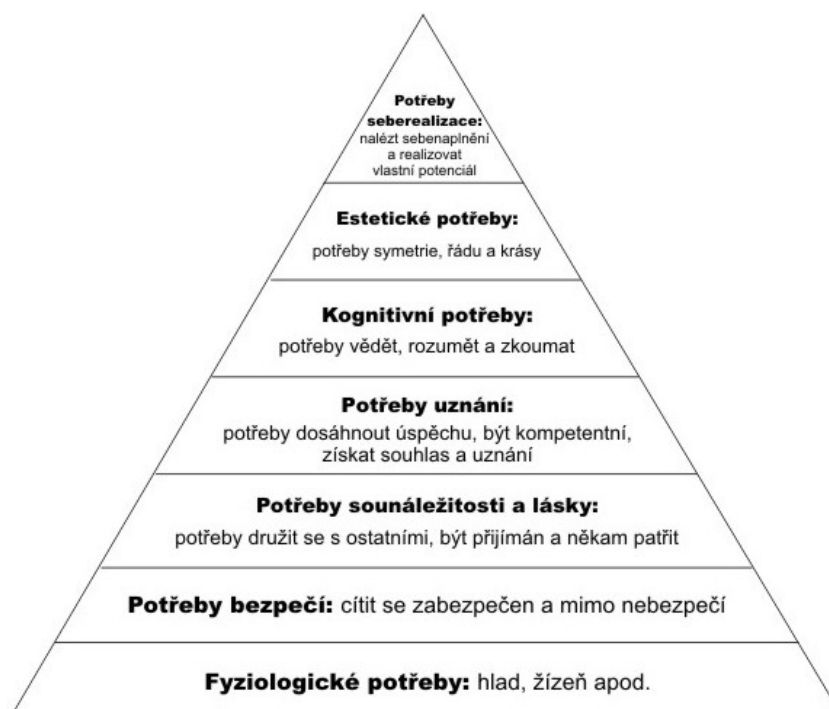 Potřeby
seberealizace:
nalézt sebenaplnění
a realizovat
vlastní potenciál
Estetické potřeby:
potřeby symetrie, řádu a krásy
Kognitivní potřeby:
potřeby vědět, rozumět a zkoumat
Potřeby uznání:
potřeby dosáhnout úspěchu, být kompetentní,
získat souhlas a uznání
Potřeby sounáležitosti a lásky:
potřeby družit se s ostatními, být přijímán a někam patřit
Potřeby bezpečí: cítit se zabezpečen a mimo nebezpečí
Fyziologické potřeby: hlad, žízeň apod.